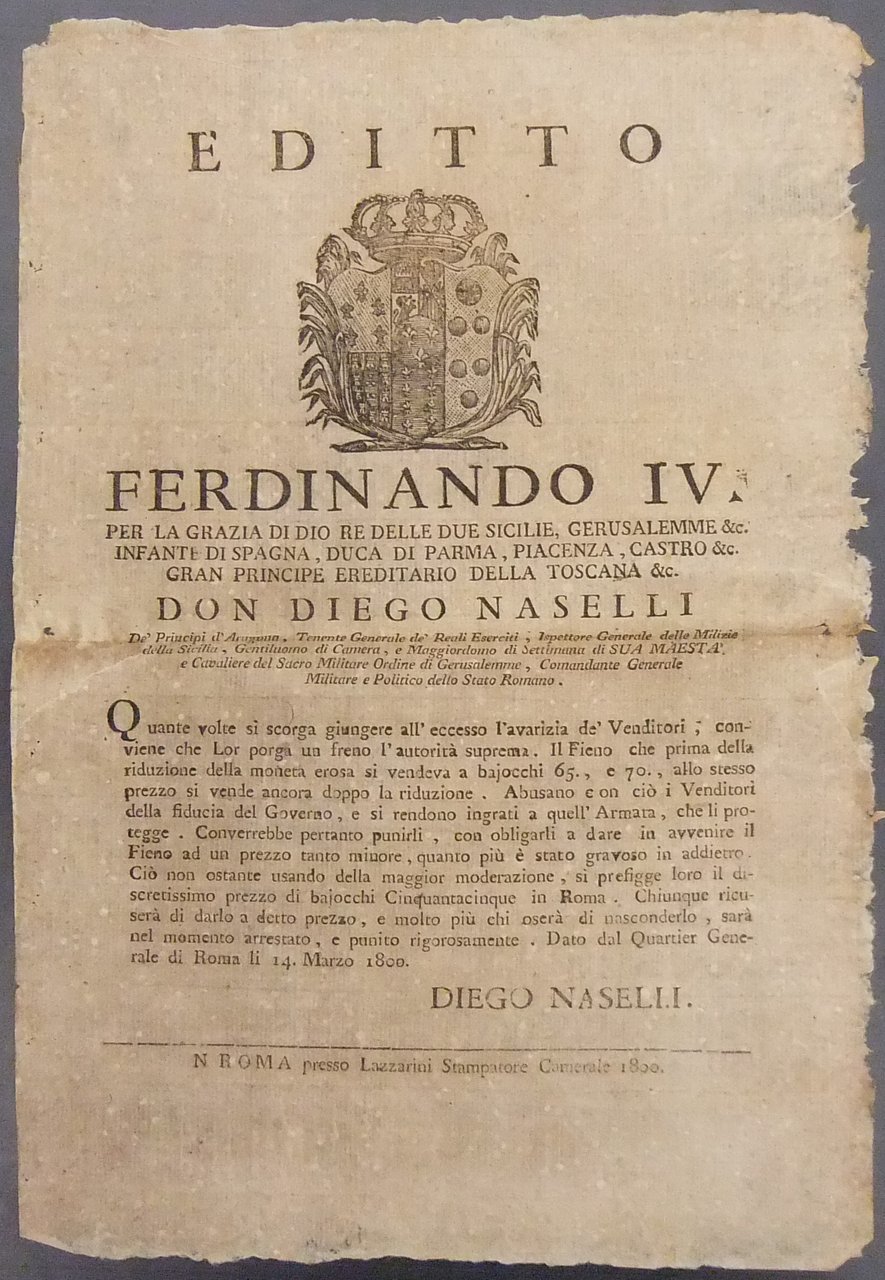 EDITTO
FERDINANDO IV.
PER LA GRAZIA DI DIO RE DELLE DUE SICILIE, GERUSALEMME &c.
INFANTE DI SPAGNA, DUCA DI PARMA, PIACENZA, CASTRO &c.
GRAN PRINCIPE EREDITARIO DELLA TOSCANA &c.
DON DIEGO NASELLI
De' Principi d'Aragona, Tenente Generale de' Reali Eserciti, Ispettore Generale delle Milizie
della Sicilia, Gentiluomo di Camera, e Maggiordomo di Settimana di SUA MAESTA',
e Cavaliere del Sacro Militare Ordine di Gerusalemme, Comandante Generale
Militare e Politico dello Stato Romano.
Quante volte si scorga giungere all' eccesso l'avarizia de' Venditori, con-
viene che Lor porga un freno l'autorità suprema. Il Fieno che prima della
riduzione della moneta erosa si vendeva a bajocchi 65., e 70., allo stesso
prezzo si vende ancora doppo la riduzione. Abusano con ciò i Venditori
della fiducia del Governo, e si rendono ingrati a quell' Armata, che li pro-
tegge. Converrebbe pertanto punirli, con obligarli a dare in avvenire il
Fieno ad un prezzo tanto minore, quanto più è stato gravoso in addietro.
Ciò non ostante usando della maggior moderazione, si prefigge loro il di-
scretissimo prezzo di bajocchi Cinquantacinque in Roma. Chiunque ricu-
serà di darlo a detto prezzo, e molto più chi oserà di nasconderlo, sarà
nel momento arrestato, e punito rigorosamente. Dato dal Quartier Gene-
rale di Roma li 14. Marzo 1800.
DIEGO NASELLI.
N ROMA presso Lazzarini Stampatore Camerale 1800.